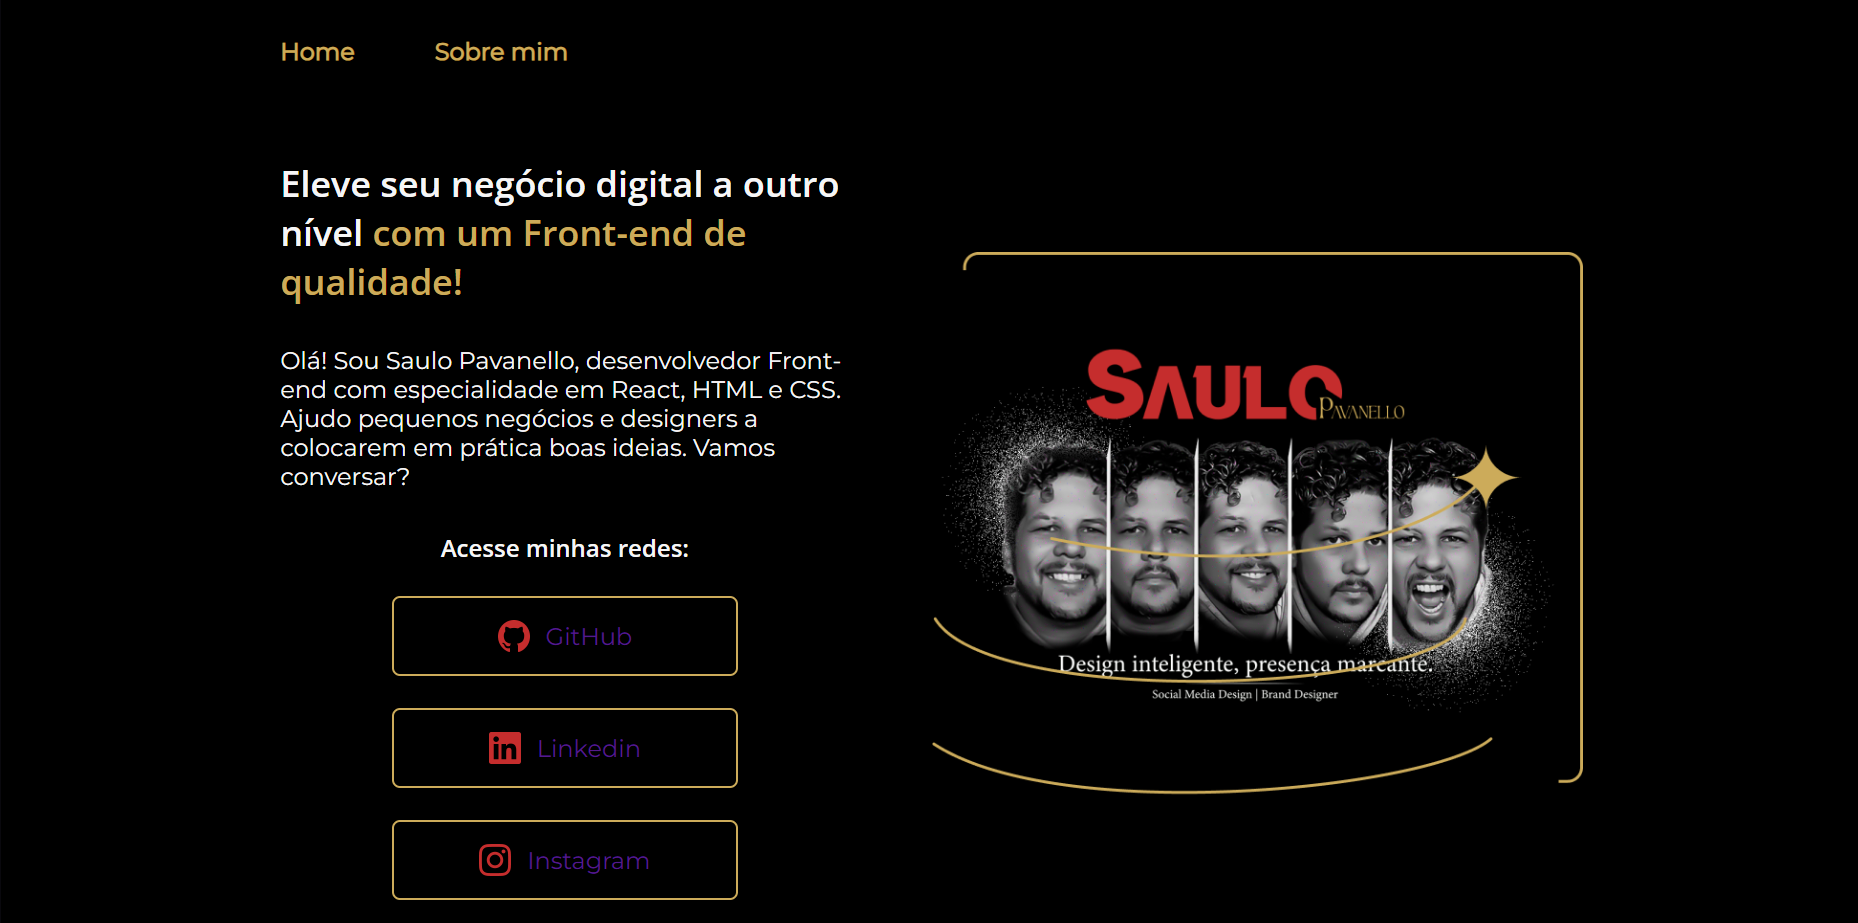 Home
Sobre mim
Eleve seu negócio digital a outro
nível com um Front-end de
qualidade!
Olá! Sou Saulo Pavanello, desenvolvedor Front-
end com especialidade em React, HTML e CSS.
Ajudo pequenos negócios e designers a
colocarem em prática boas ideias. Vamos
conversar?
Acesse minhas redes:
GitHub
in Linkedin
Instagram
SAULO
PAVANELLO
Design inteligente, presença marcante.
Social Media Design | Brand Designer